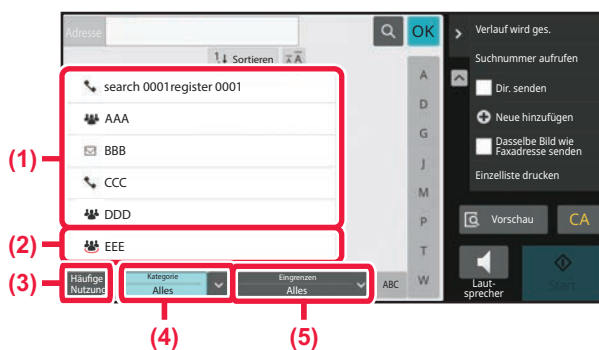 Adresse
OK
Sortieren
search 0001register 0001
AAA
BBB
CCC
DDD
EEE
Häufige
Nutzung
Kategorie
Alles
Eingrenzen
Alles
ABC
A
D
G
J
M
P
T
W
Verlauf wird ges.
Suchnummer aufrufen
Dir. senden
Neue hinzufügen
Dasselbe Bild wie
Faxadresse senden
Einzelliste drucken
Vorschau
CA
Laut-
sprecher
Start
(1)
(2)
(3)
(4)
(5)